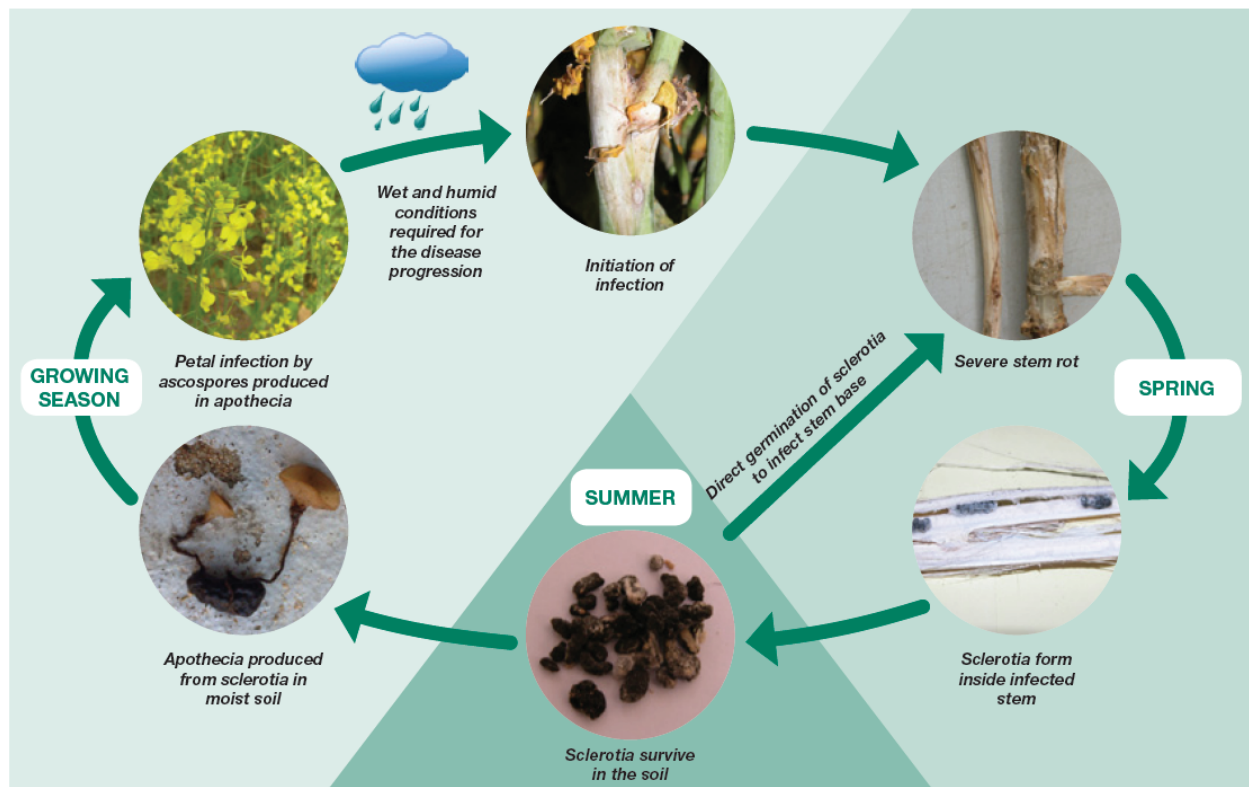 Wet and humid
conditions
required for
the disease
progression
Initiation of
infection
Petal infection by
ascospores produced
in apothecia
Severe stem rot
GROWING
SEASON
SPRING
Direct germination of sclerotia
to infect stem base
SUMMER
Apothecia produced
from sclerotia in
moist soil
Sclerotia form
inside infected
stem
Sclerotia survive
in the soil